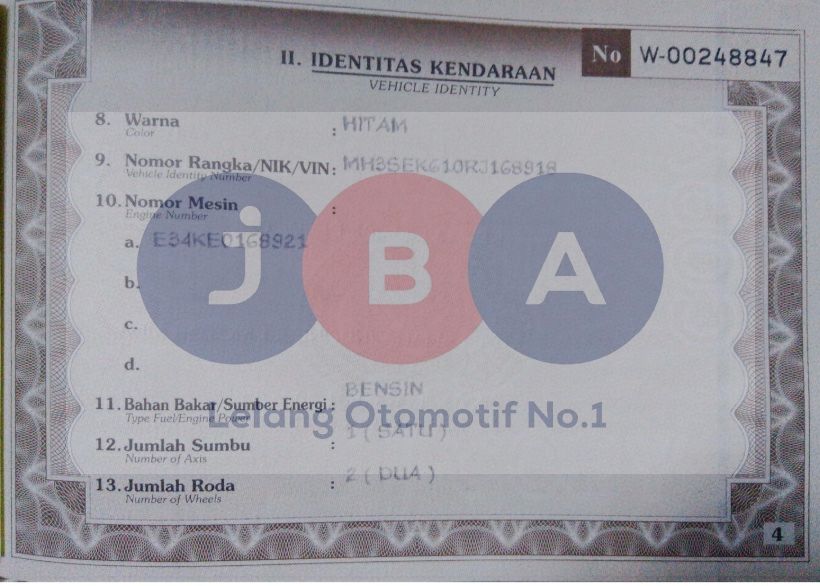 II. IDENTITAS KENDARAAN
VEHICLE IDENTITY
No W-00248847
8. Warna : HITAM
Color
9. Nomor Rangka/NIK/VIN : MH3SEK610RJ168918
Vehicle Identity Number
10. Nomor Mesin :
Engine Number
a. E34KE0168921
b.
c.
d.
BENSIN
11. Bahan Bakar/Sumber Energi :
Type Fuel/Engine Power
12. Jumlah Sumbu : 1 ( SATU )
Number of Axis
13. Jumlah Roda : 2 ( DUA )
Number of Wheels
4
JBA
Lelang Otomotif No.1